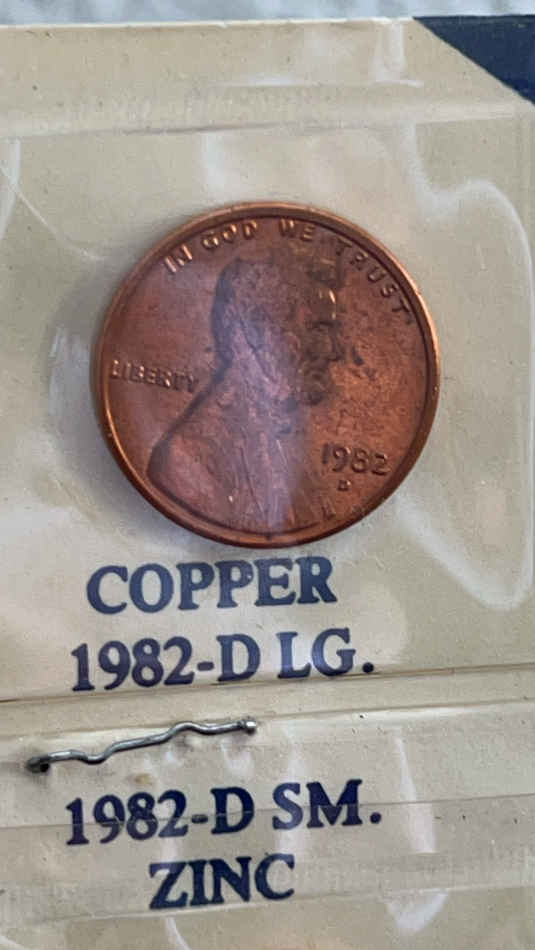 IN GOD WE TRUST
LIBERTY
1982
D
COPPER
1982-D LG.
1982-D SM.
ZINC